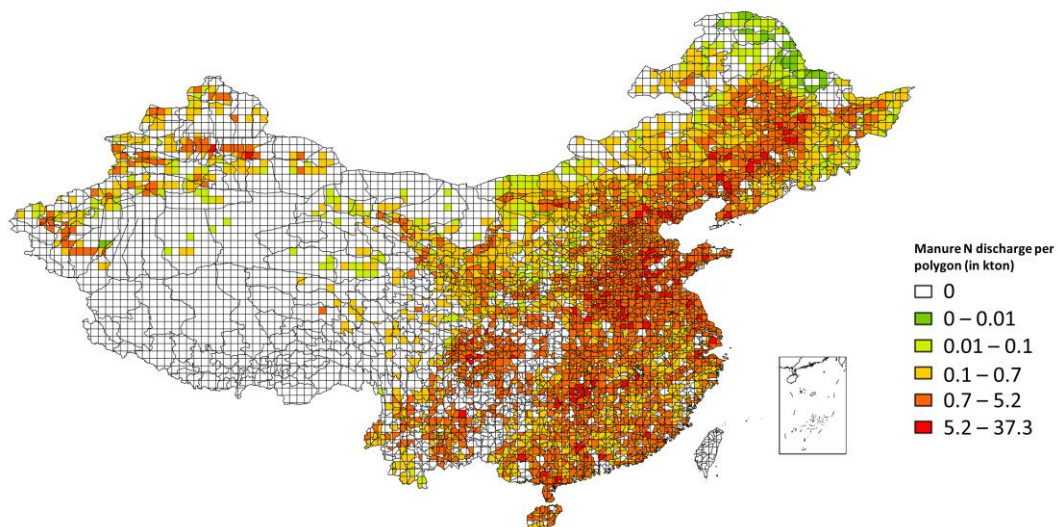 Manure N discharge per
polygon (in kton)
0
0 – 0.01
0.01 – 0.1
0.1 – 0.7
0.7 – 5.2
5.2 – 37.3